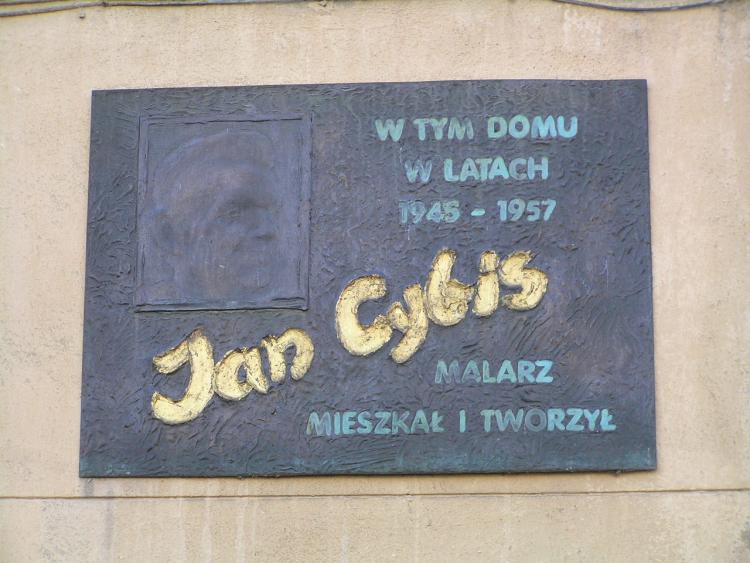 W TYM DOMU
W LATACH
1945 - 1957
Jan Cybis
MALARZ
MIESZKAŁ I TWORZYŁ